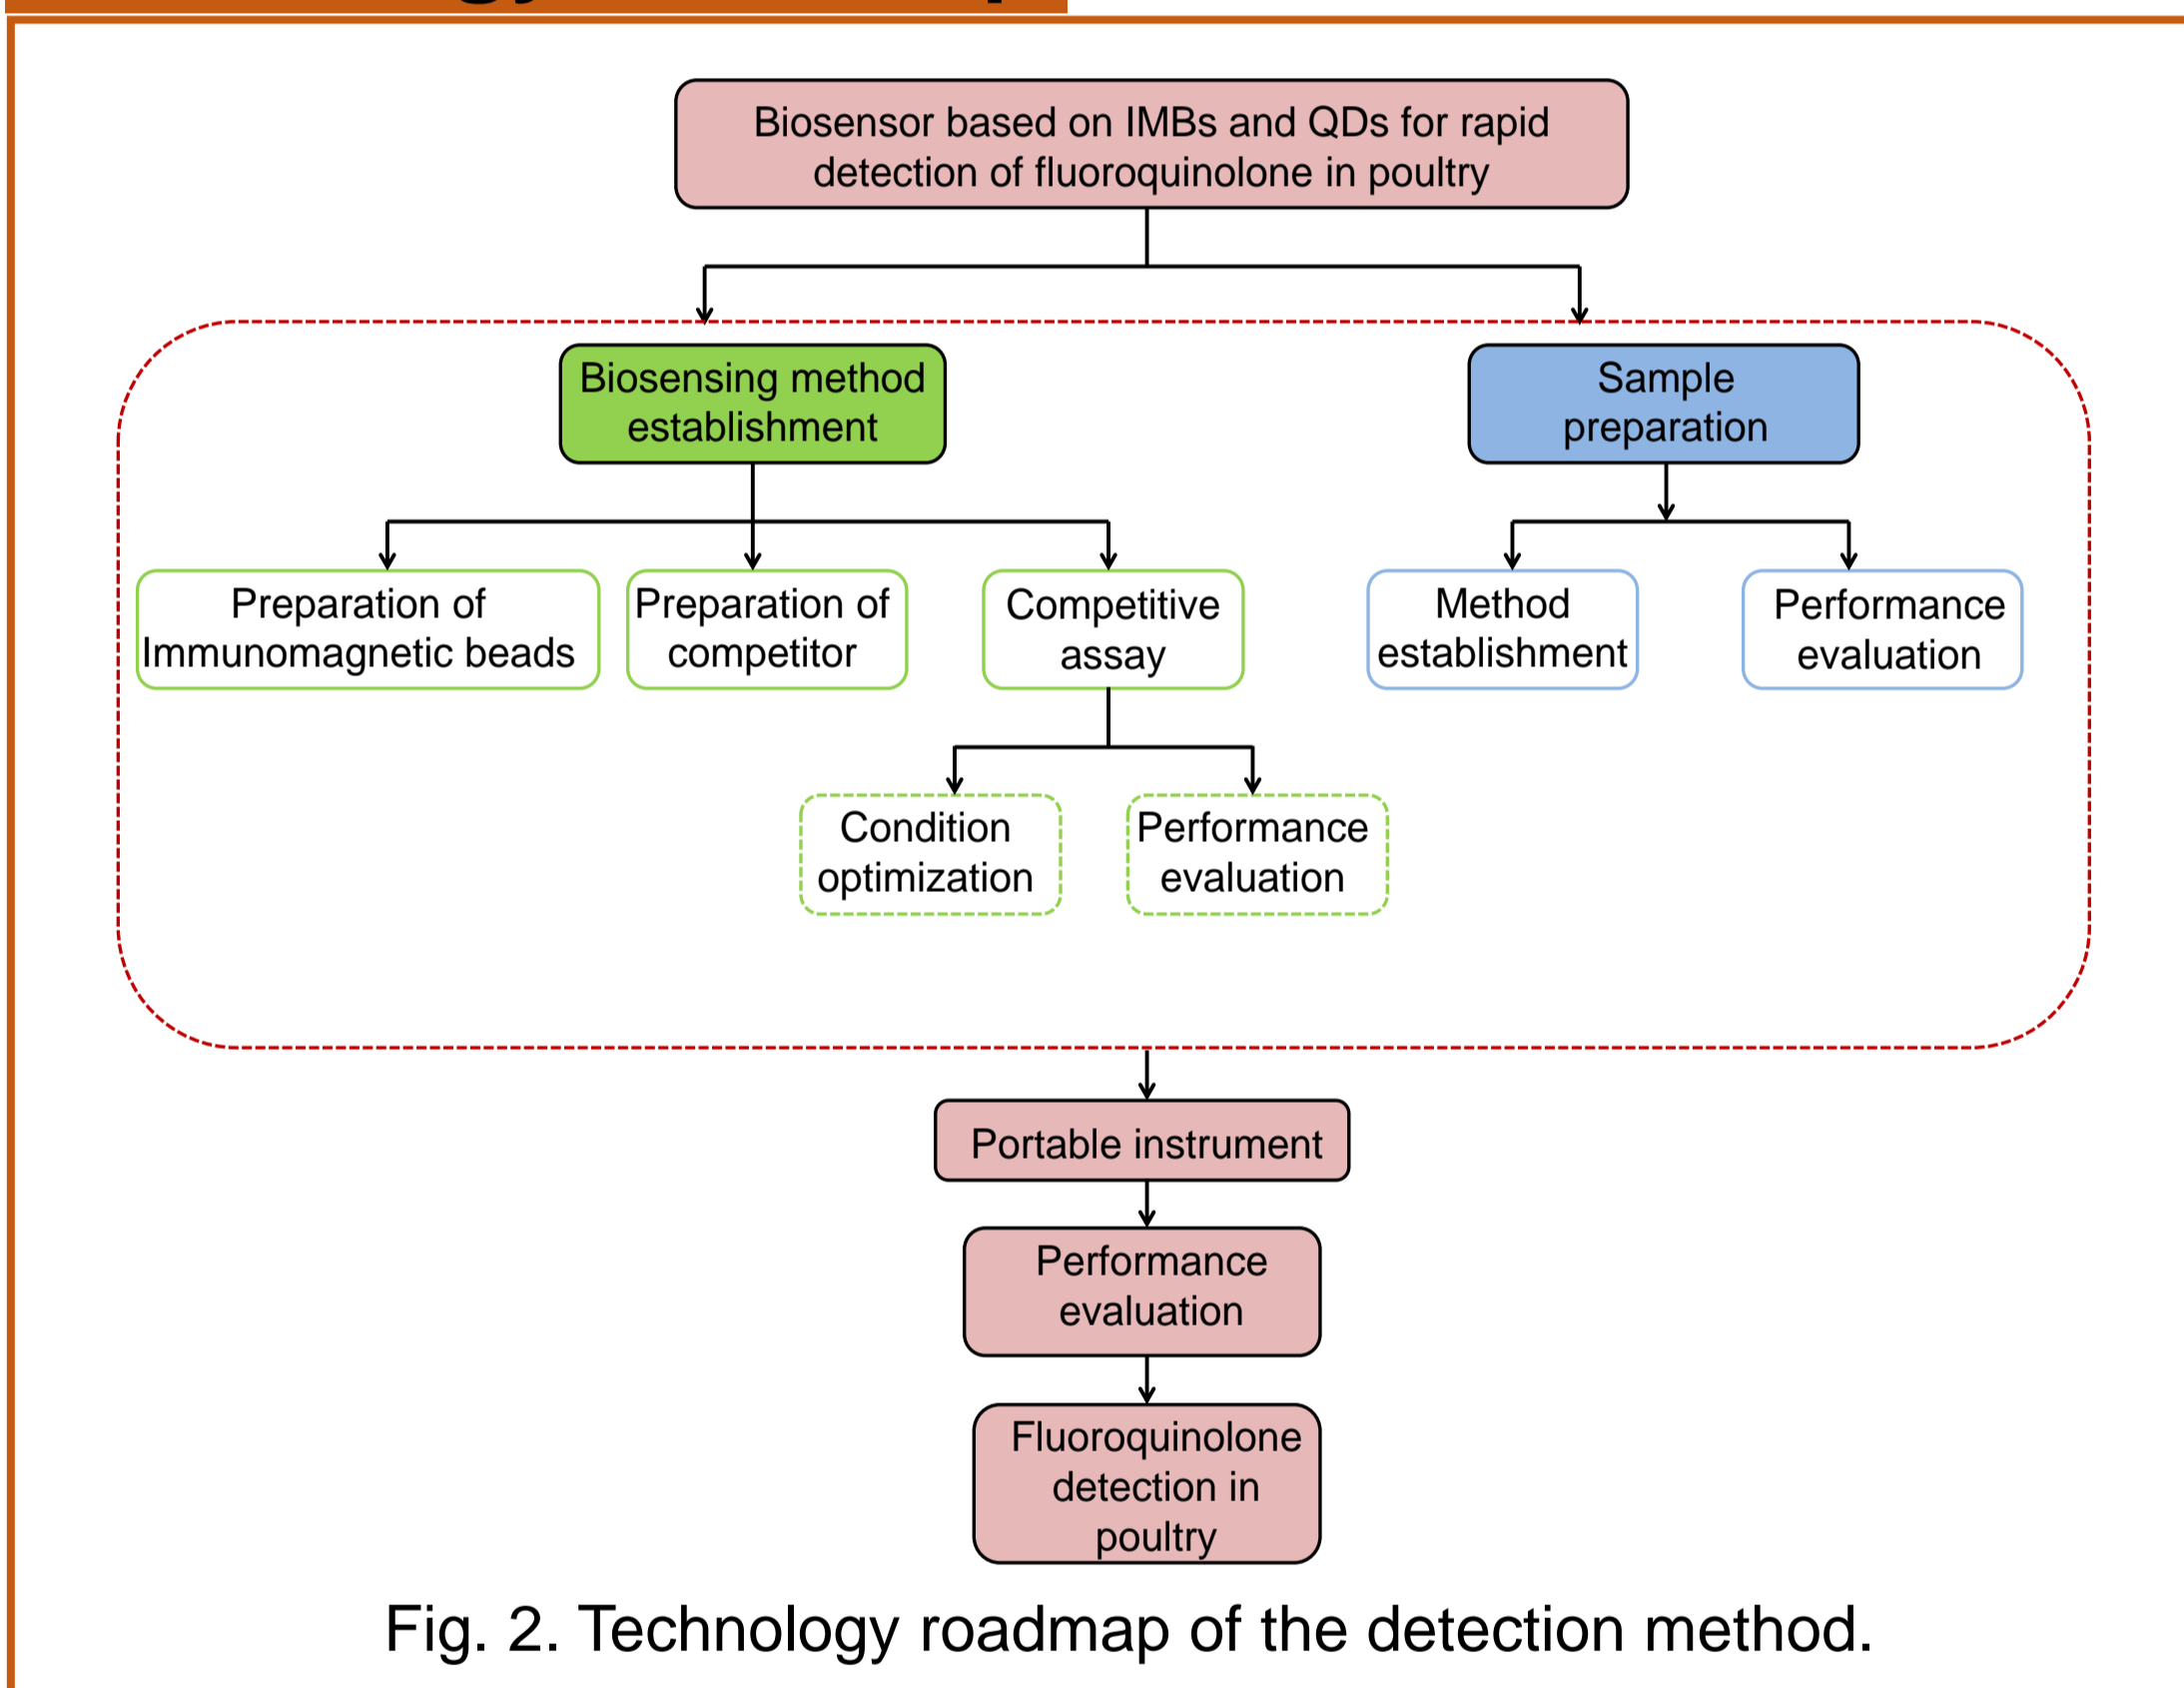 Biosensor based on IMBs and QDs for rapid
detection of fluoroquinolone in poultry
Biosensing method
establishment
Sample
preparation
Preparation of
Immunomagnetic beads
Preparation of
competitor
Competitive
assay
Method
establishment
Performance
evaluation
Condition
optimization
Performance
evaluation
Portable instrument
Performance
evaluation
Fluoroquinolone
detection in
poultry
Fig. 2. Technology roadmap of the detection method.